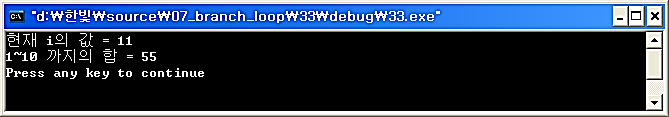 "d:₩한빛₩source₩07_branch_loop₩33₩debug₩33.exe"
현재 i의 값 = 11
1~10 까지의 합 = 55
Press any key to continue